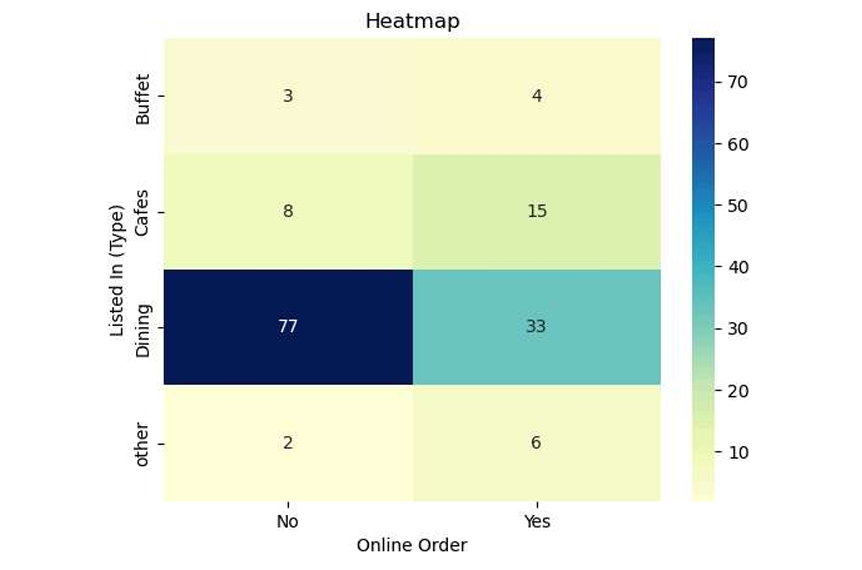 Heatmap
Listed In (Type)
Buffet
3
4
Cafes
8
15
Dining
77
33
other
2
6
No
Yes
Online Order
70
60
50
40
30
20
10